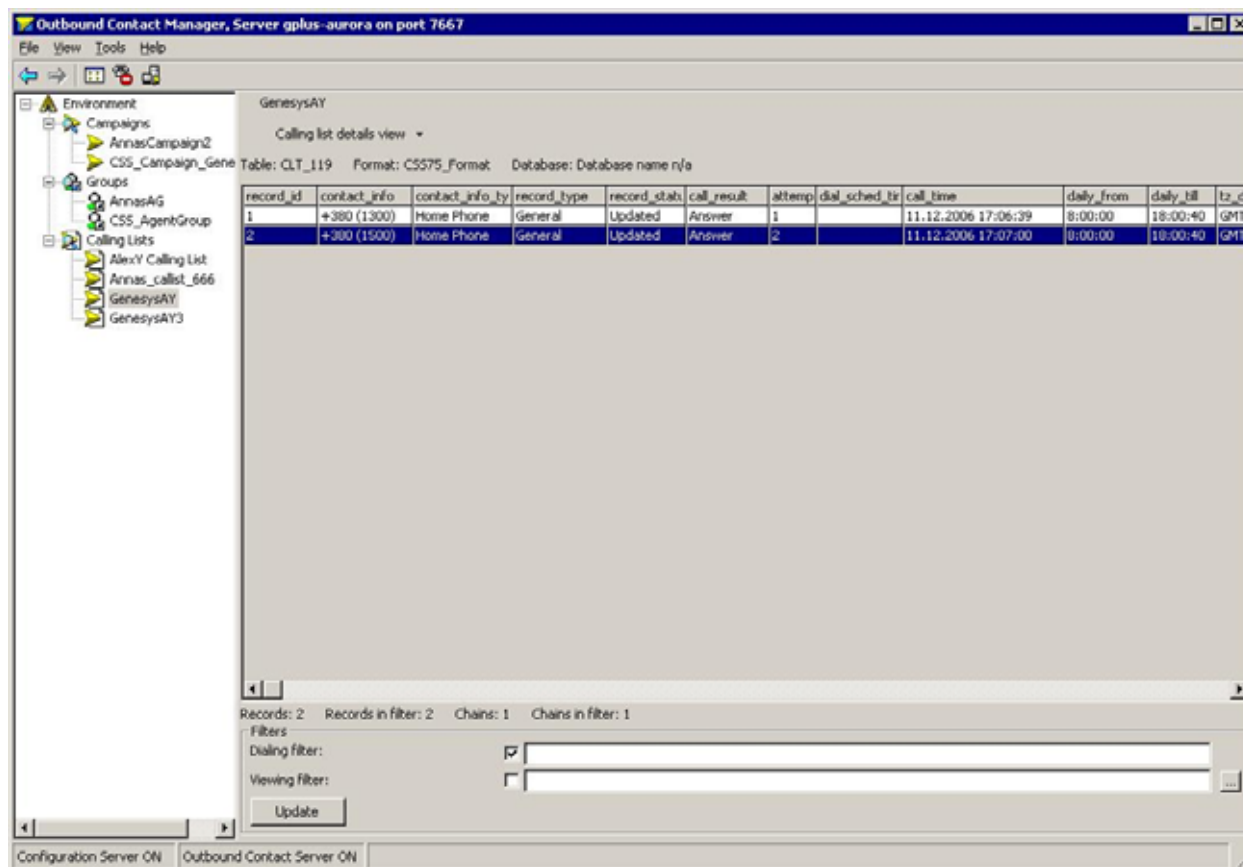 Outbound Contact Manager, Server gplus-aurora on port 7667
File View Tools Help
Environment
Campaigns
AnnasCampaign2
CSS_Campaign_Gene
Groups
AnnasAG
CSS_AgentGroup
Calling Lists
AlexY Calling List
Annas_callist_666
GenesysAY
GenesysAY3
GenesysAY
Calling list details view
Table: CLT_119 Format: CSS75_Format Database: Database name n/a
record_id contact_info contact_info_ty record_type record_statu call_result attemp dial_sched_tir call_time daily_from daily_till tz_d
1 +380 (1300) Home Phone General Updated Answer 1 11.12.2006 17:06:39 8:00:00 18:00:40 GMT
2 +380 (1500) Home Phone General Updated Answer 2 11.12.2006 17:07:00 8:00:00 18:00:40 GMT
Records: 2 Records in filter: 2 Chains: 1 Chains in filter: 1
Filters
Dialing filter:
Viewing filter:
...
Update
Configuration Server ON Outbound Contact Server ON